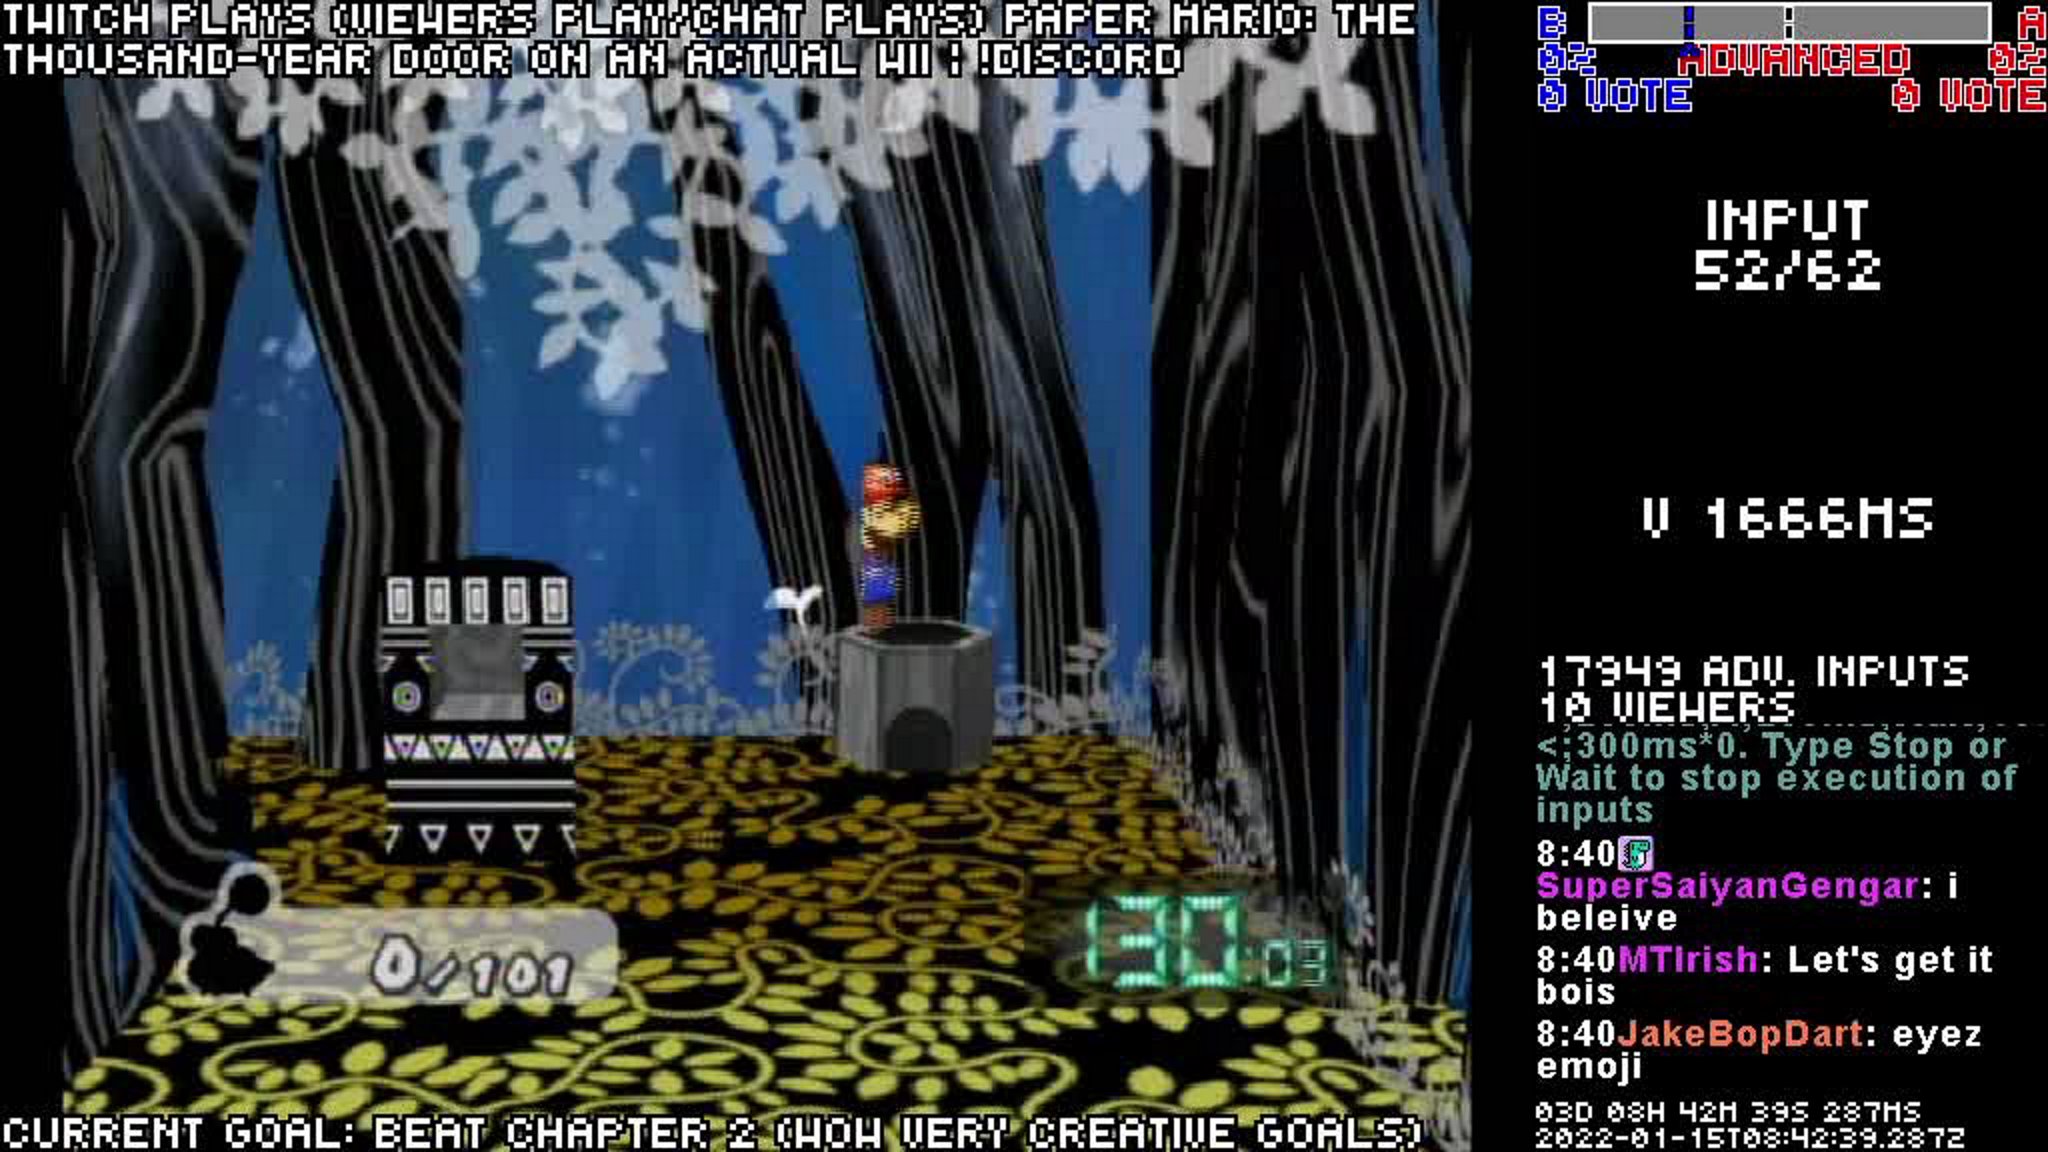 TWITCH PLAYS (VIEWERS PLAY/CHAT PLAYS) PAPER MARIO: THE
THOUSAND-YEAR DOOR ON AN ACTUAL WII ! !DISCORD
B A
0% ADVANCED 0%
0 VOTE 0 VOTE
INPUT
52/62
V 1666MS
17949 ADV. INPUTS
10 VIEWERS
<;300ms*0. Type Stop or
Wait to stop execution of
inputs
8:40
SuperSaiyanGengar: i
beleive
8:40MTIrish: Let's get it
bois
8:40JakeBopDart: eyez
emoji
03D 08H 42M 39S 287MS
2022-01-15T08:42:39.287Z
0/101
130:03
CURRENT GOAL: BEAT CHAPTER 2 (WOW VERY CREATIVE GOALS)